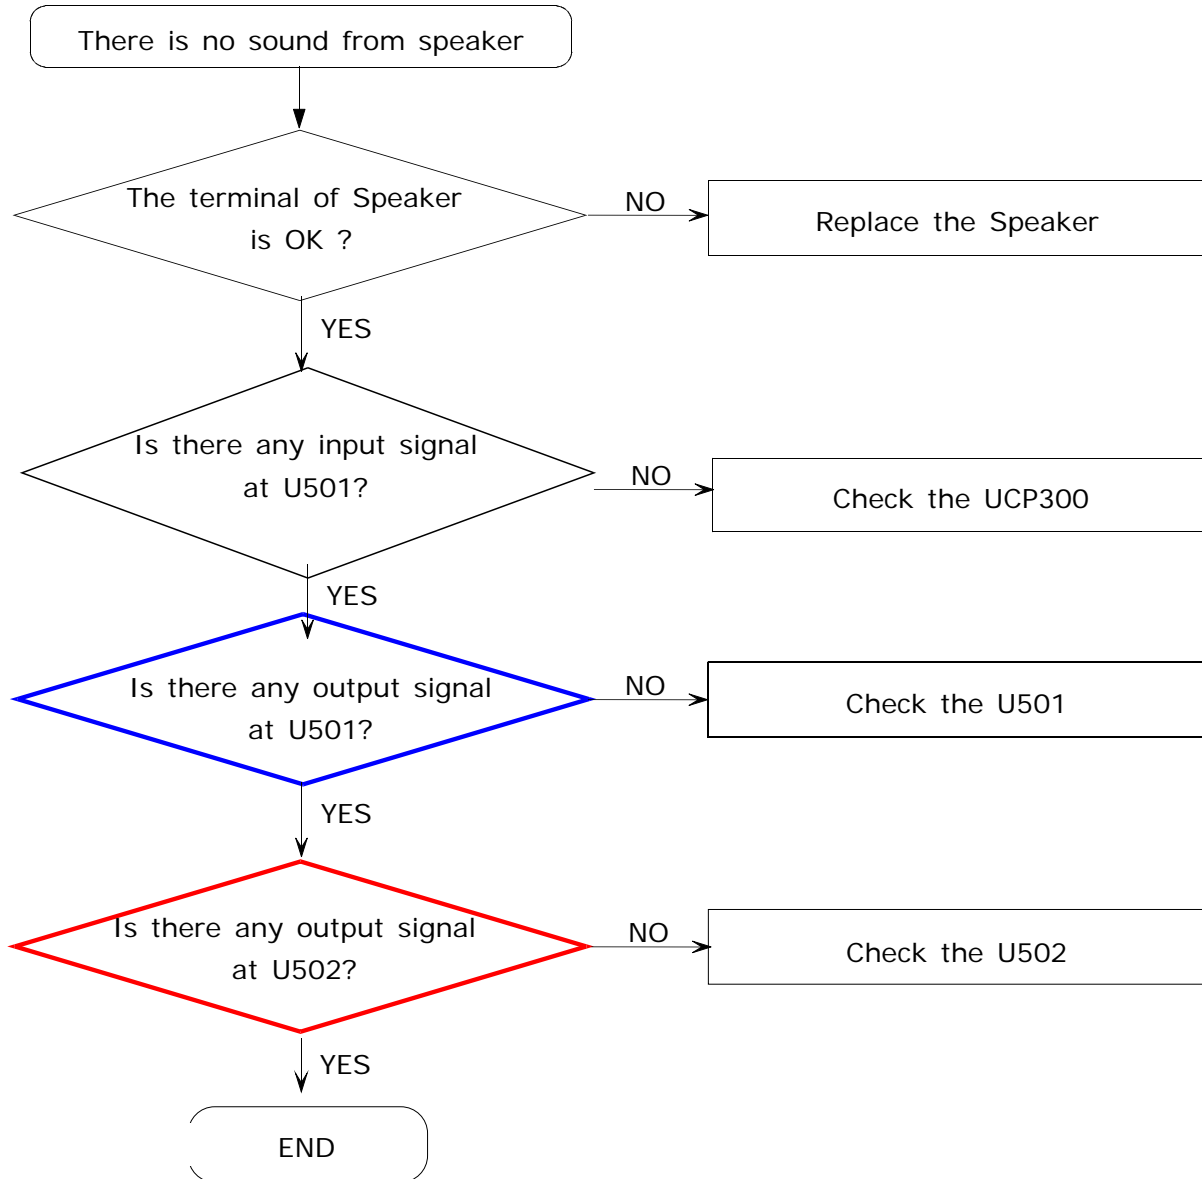 There is no sound from speaker
The terminal of Speaker
is OK ?
NO
Replace the Speaker
YES
Is there any input signal
at U501?
NO
Check the UCP300
YES
Is there any output signal
at U501?
NO
Check the U501
YES
Is there any output signal
at U502?
NO
Check the U502
YES
END